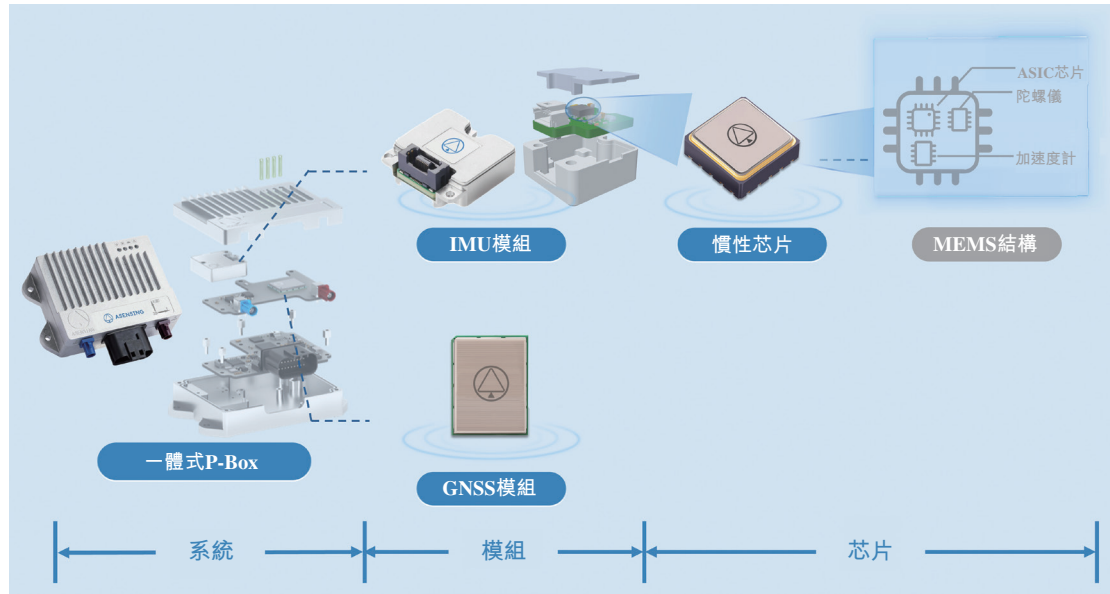 ASIC芯片
陀螺儀
加速度計
IMU模組
慣性芯片
MEMS結構
ASENSING
一體式P-Box
GNSS模組
系統
模組
芯片